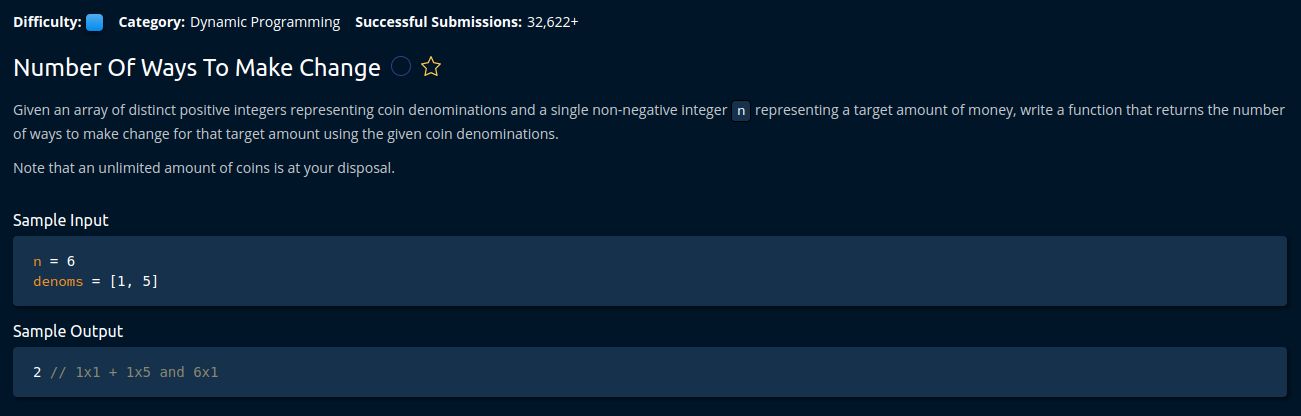 Difficulty: Category: Dynamic Programming Successful Submissions: 32,622+
Number Of Ways To Make Change
Given an array of distinct positive integers representing coin denominations and a single non-negative integer n representing a target amount of money, write a function that returns the number
of ways to make change for that target amount using the given coin denominations.
Note that an unlimited amount of coins is at your disposal.
Sample Input
n = 6
denoms = [1, 5]
Sample Output
2 // 1x1 + 1x5 and 6x1